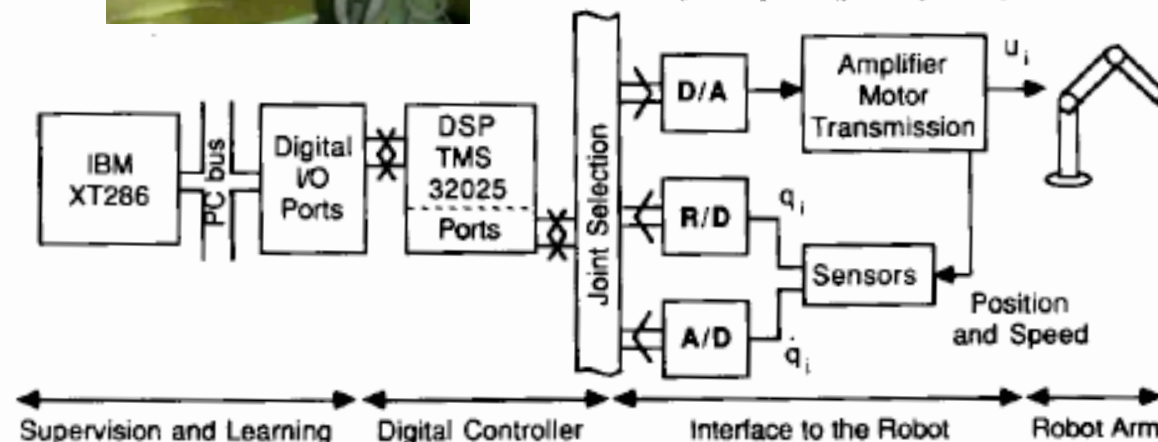 IBM
XT286
PC bus
Digital
I/O
Ports
DSP
TMS
32025
Ports
Joint Selection
D/A
R/D
A/D
Amplifier
Motor
Transmission
u i
q i
Sensors
q̇ i
Position
and Speed
Supervision and Learning
Digital Controller
Interface to the Robot
Robot Arm